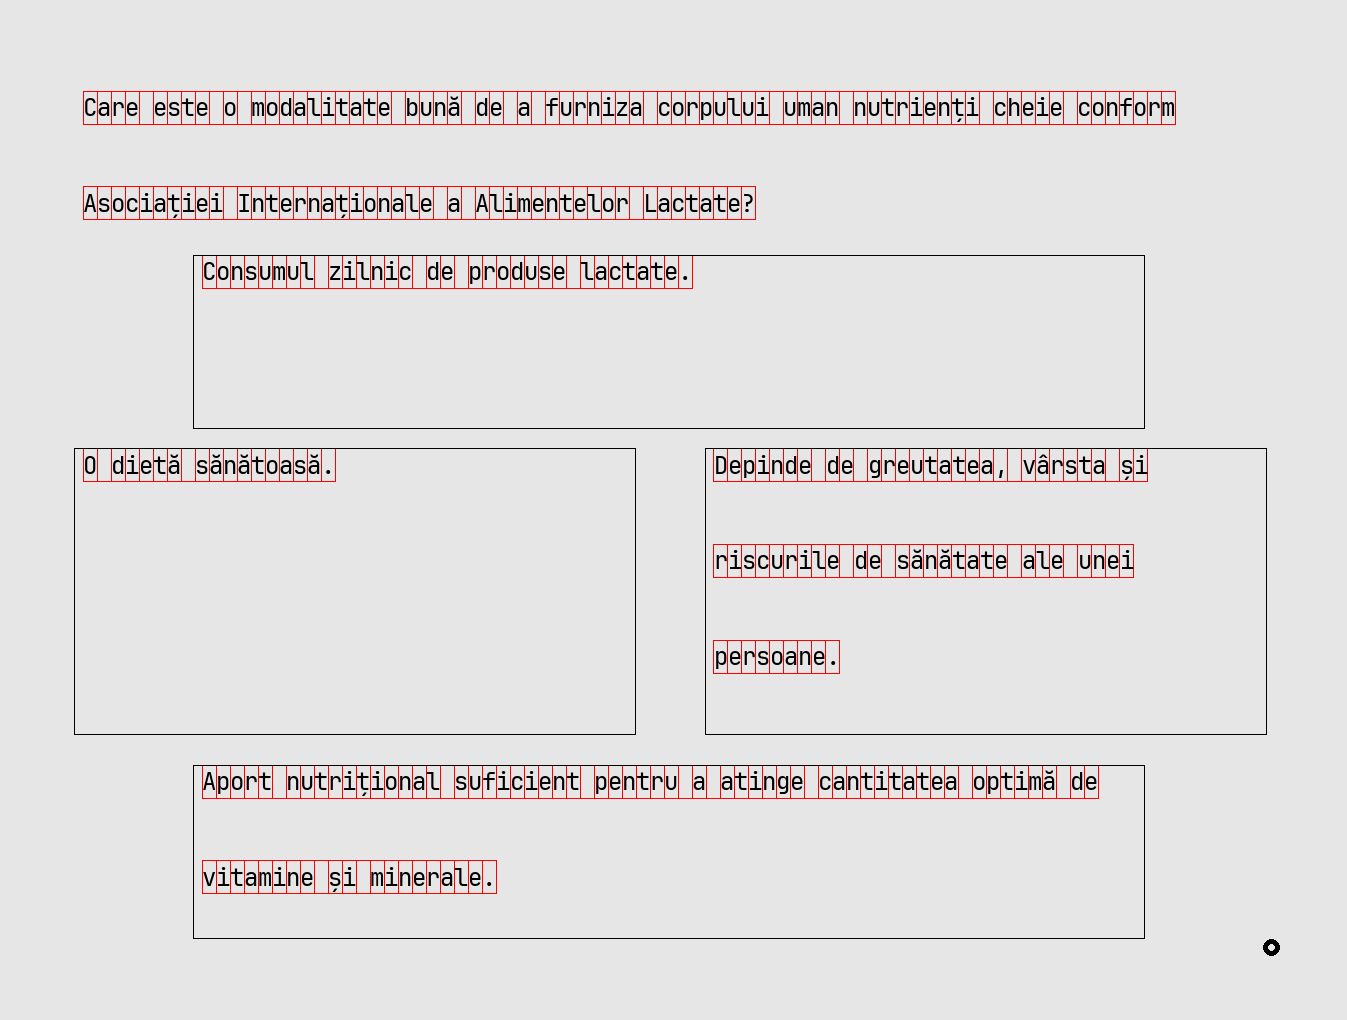 Care este o modalitate bună de a furniza corpului uman nutrienți cheie conform
Asociației Internaționale a Alimentelor Lactate?
Consumul zilnic de produse lactate.
O dietă sănătoasă.
Depinde de greutatea, vârsta și
riscurile de sănătate ale unei
persoane.
Aport nutrițional suficient pentru a atinge cantitatea optimă de
vitamine și minerale.